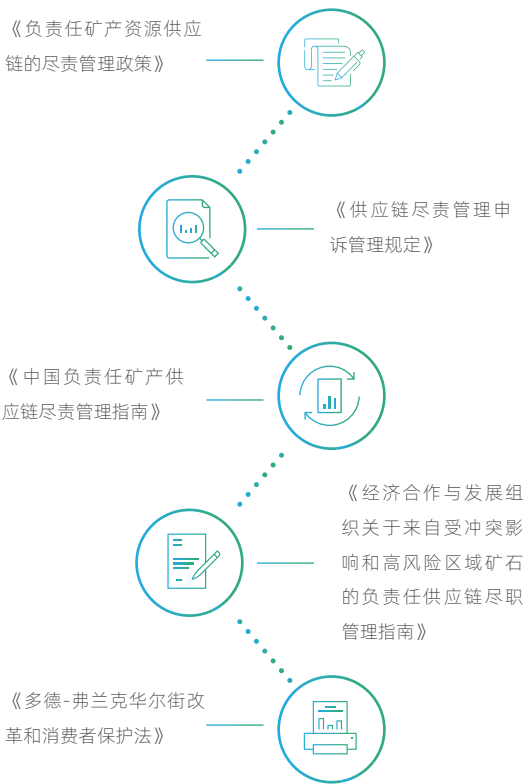 《负责任矿产资源供应
链的尽责管理政策》
《供应链尽责管理申
诉管理规定》
《中国负责任矿产供
应链尽责管理指南》
《经济合作与发展组
织关于来自受冲突影
响和高风险区域矿石
的负责任供应链尽职
管理指南》
《多德-弗兰克华尔街改
革和消费者保护法》